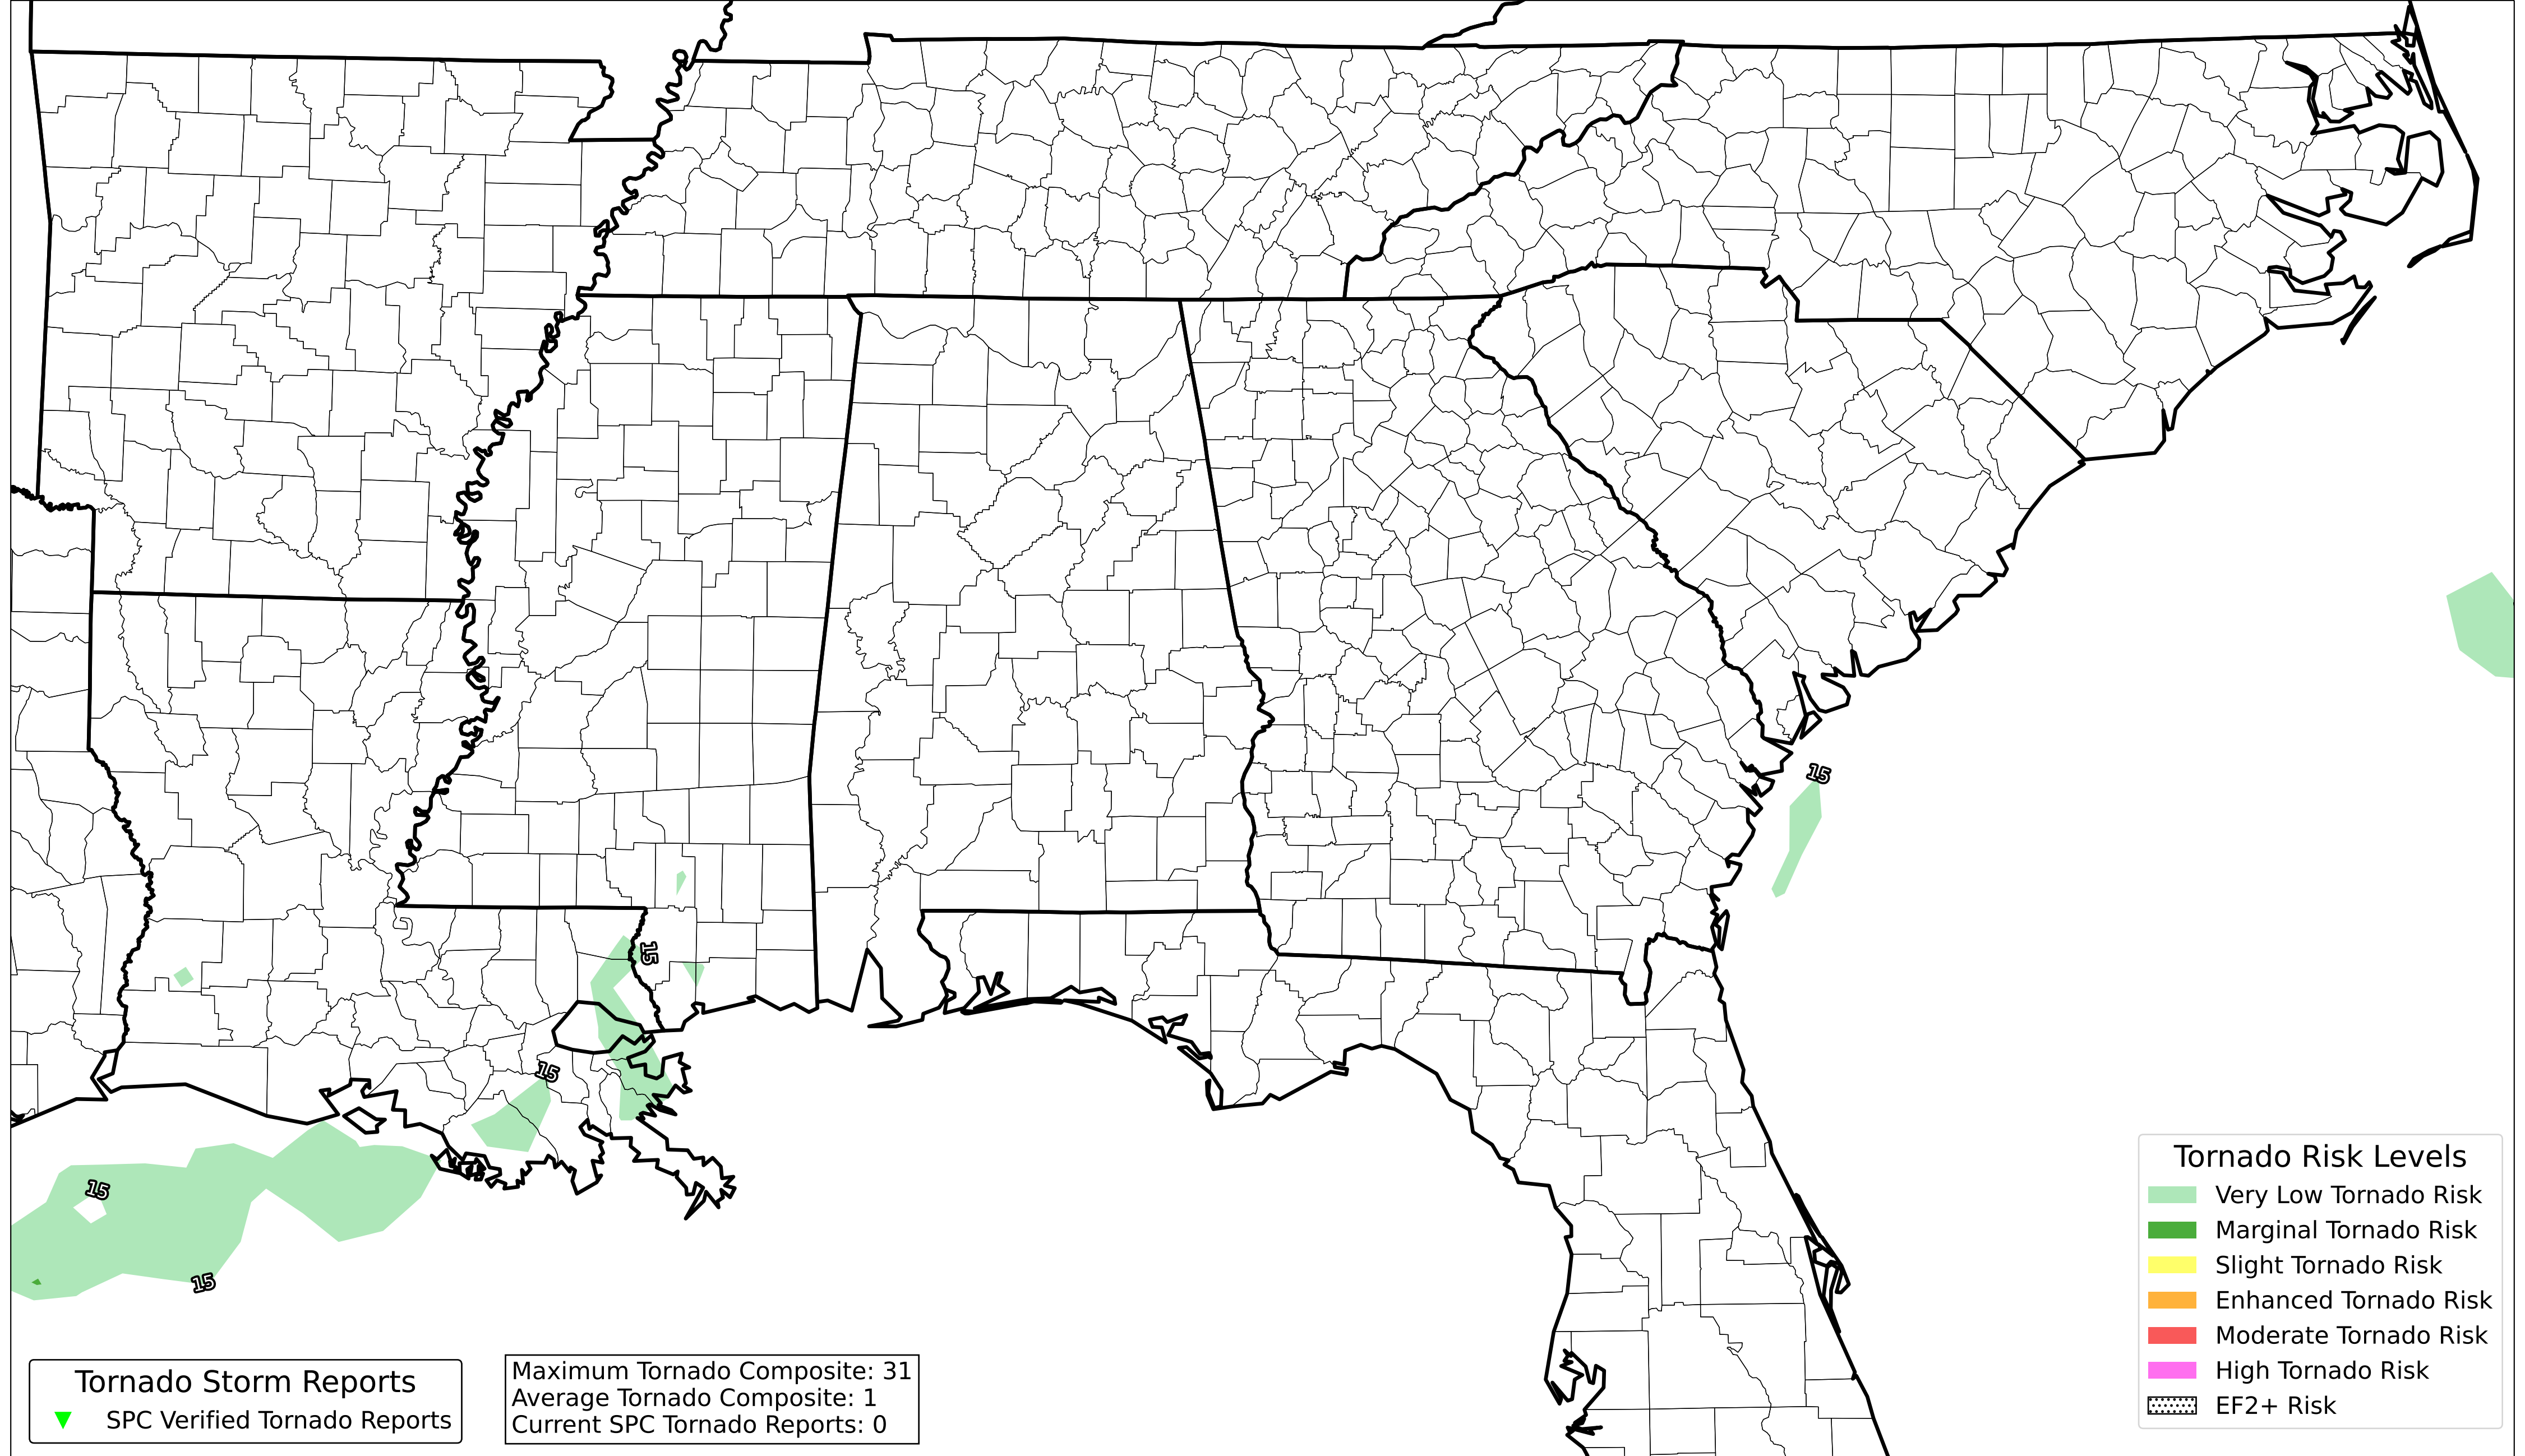 15
15
15
15
15
Tornado Risk Levels
Very Low Tornado Risk
Marginal Tornado Risk
Slight Tornado Risk
Enhanced Tornado Risk
Moderate Tornado Risk
High Tornado Risk
EF2+ Risk
Tornado Storm Reports
SPC Verified Tornado Reports
Maximum Tornado Composite: 31
Average Tornado Composite: 1
Current SPC Tornado Reports: 0